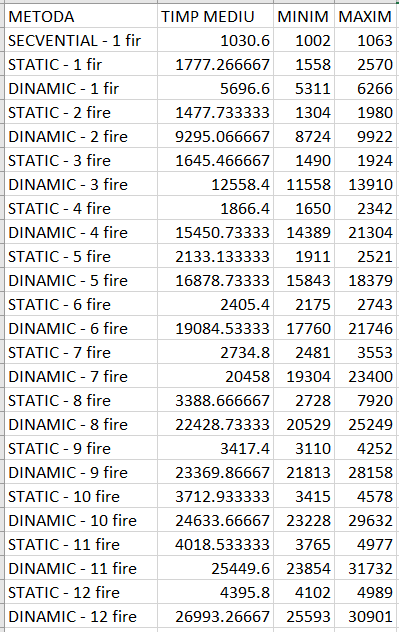 METODA TIMP MEDIU MINIM MAXIM
SECVENTIAL - 1 fir 1030.6 1002 1063
STATIC - 1 fir 1777.266667 1558 2570
DINAMIC - 1 fir 5696.6 5311 6266
STATIC - 2 fire 1477.733333 1304 1980
DINAMIC - 2 fire 9295.066667 8724 9922
STATIC - 3 fire 1645.466667 1490 1924
DINAMIC - 3 fire 12558.4 11558 13910
STATIC - 4 fire 1866.4 1650 2342
DINAMIC - 4 fire 15450.73333 14389 21304
STATIC - 5 fire 2133.133333 1911 2521
DINAMIC - 5 fire 16878.73333 15843 18379
STATIC - 6 fire 2405.4 2175 2743
DINAMIC - 6 fire 19084.53333 17760 21746
STATIC - 7 fire 2734.8 2481 3553
DINAMIC - 7 fire 20458 19304 23400
STATIC - 8 fire 3388.666667 2728 7920
DINAMIC - 8 fire 22428.73333 20529 25249
STATIC - 9 fire 3417.4 3110 4252
DINAMIC - 9 fire 23369.86667 21813 28158
STATIC - 10 fire 3712.933333 3415 4578
DINAMIC - 10 fire 24633.66667 23228 29632
STATIC - 11 fire 4018.533333 3765 4977
DINAMIC - 11 fire 25449.6 23854 31732
STATIC - 12 fire 4395.8 4102 4989
DINAMIC - 12 fire 26993.26667 25593 30901